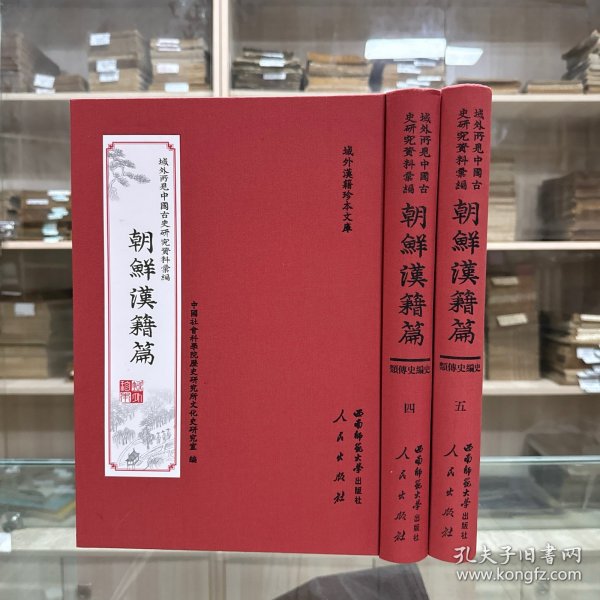 域外漢籍珍本文庫
域外所見中國古史研究資料彙編
朝鮮漢籍篇
中國社會科學院歷史研究所文化史研究室 編
西南師範大學出版社
人民出版社
域外所見中國古
史研究資料彙編
朝鮮漢籍篇
類傳史編史
四
西南師範大學出版社
人民出版社
域外所見中國古
史研究資料彙編
朝鮮漢籍篇
類傳史編史
五
西南師範大學出版社
人民出版社
孔夫子旧书网
www.kongfz.com